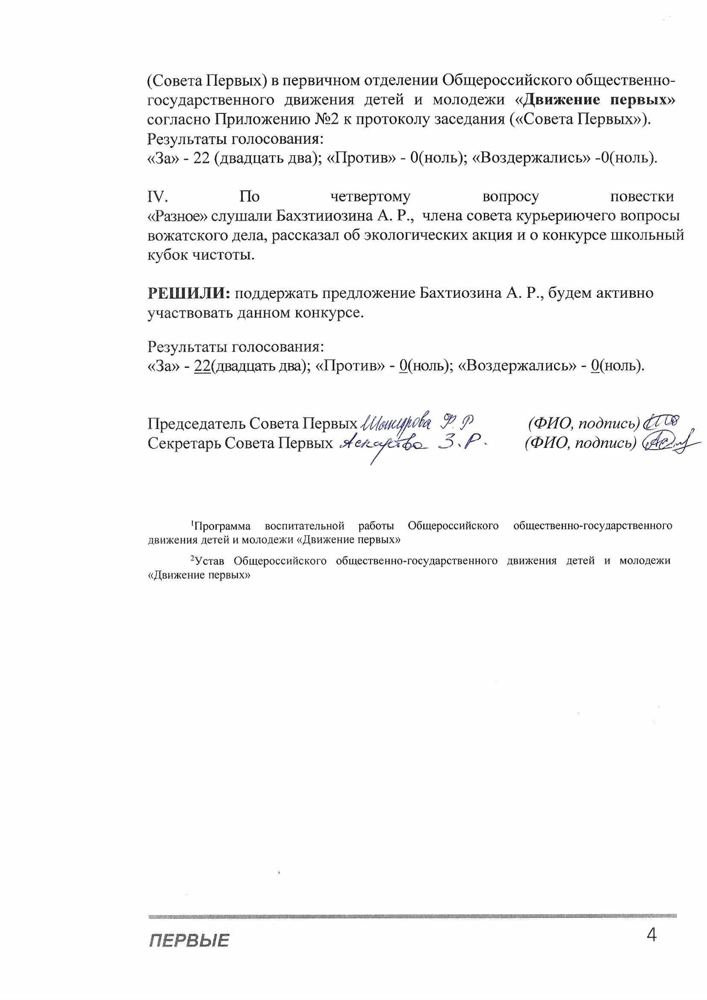 (Совета Первых) в первичном отделении Общероссийского общественно-
государственного движения детей и молодежи «Движение первых»
согласно Приложению №2 к протоколу заседания («Совета Первых»).
Результаты голосования:
«За» - 22 (двадцать два); «Против» - 0(ноль); «Воздержались» -0(ноль).
IV. По четвертому вопросу повестки
«Разное» слушали Бахзтииозина А. Р., члена совета курьериючего вопросы
вожатского дела, рассказал об экологических акция и о конкурсе школьный
кубок чистоты.
РЕШИЛИ: поддержать предложение Бахтиозина А. Р., будем активно
участвовать данном конкурсе.
Результаты голосования:
«За» - 22(двадцать два); «Против» - 0(ноль); «Воздержались» - 0(ноль).
Председатель Совета Первых Шакурова Ф. Р (ФИО, подпись)
Секретарь Совета Первых З.Р. (ФИО, подпись)
¹Программа воспитательной работы Общероссийского общественно-государственного
движения детей и молодежи «Движение первых»
²Устав Общероссийского общественно-государственного движения детей и молодежи
«Движение первых»
ПЕРВЫЕ 4